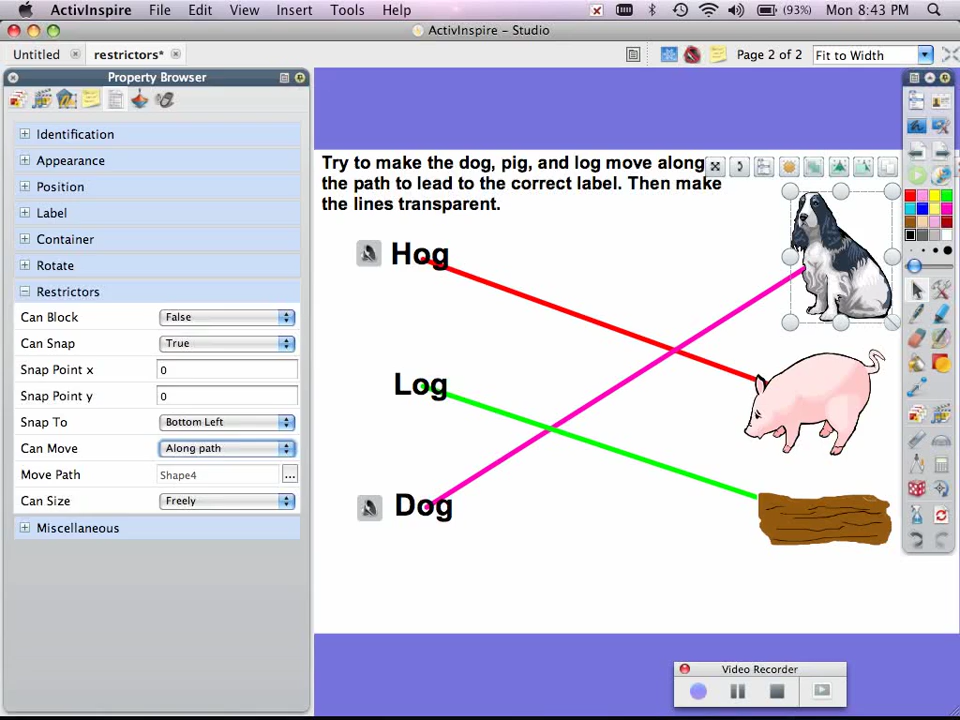 ActivInspire File Edit View Insert Tools Help (93%) Mon 8:43 PM
ActivInspire - Studio
Untitled restrictors* Page 2 of 2 Fit to Width
Property Browser
Identification
Appearance
Position
Label
Container
Rotate
Restrictors
Can Block False
Can Snap True
Snap Point x 0
Snap Point y 0
Snap To Bottom Left
Can Move Along path
Move Path Shape4 ...
Can Size Freely
Miscellaneous
Try to make the dog, pig, and log move along
the path to lead to the correct label. Then make
the lines transparent.
Hog
Log
Dog
Video Recorder